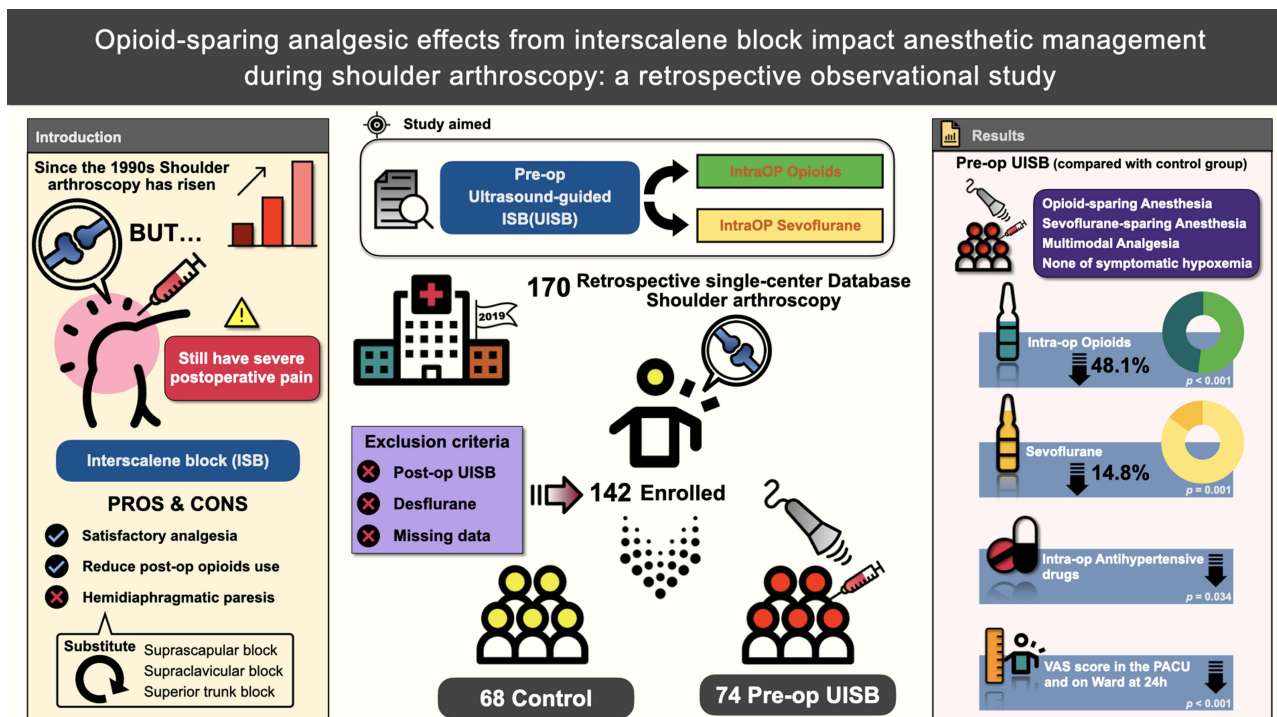 Opioid-sparing analgesic effects from interscalene block impact anesthetic management
during shoulder arthroscopy: a retrospective observational study
Introduction
Since the 1990s Shoulder
arthroscopy has risen
BUT...
Still have severe
postoperative pain
Interscalene block (ISB)
PROS & CONS
Satisfactory analgesia
Reduce post-op opioids use
Hemidiaphragmatic paresis
Substitute
Suprascapular block
Supraclavicular block
Superior trunk block
Study aimed
Pre-op
Ultrasound-guided
ISB(UISB)
IntraOP Opioids
IntraOP Sevoflurane
2019
170 Retrospective single-center Database
Shoulder arthroscopy
Exclusion criteria
Post-op UISB
Desflurane
Missing data
142 Enrolled
68 Control
74 Pre-op UISB
Results
Pre-op UISB (compared with control group)
Opioid-sparing Anesthesia
Sevoflurane-sparing Anesthesia
Multimodal Analgesia
None of symptomatic hypoxemia
Intra-op Opioids
48.1%
p < 0.001
Sevoflurane
14.8%
p = 0.001
Intra-op Antihypertensive
drugs
p = 0.034
VAS score in the PACU
and on Ward at 24h
p < 0.001